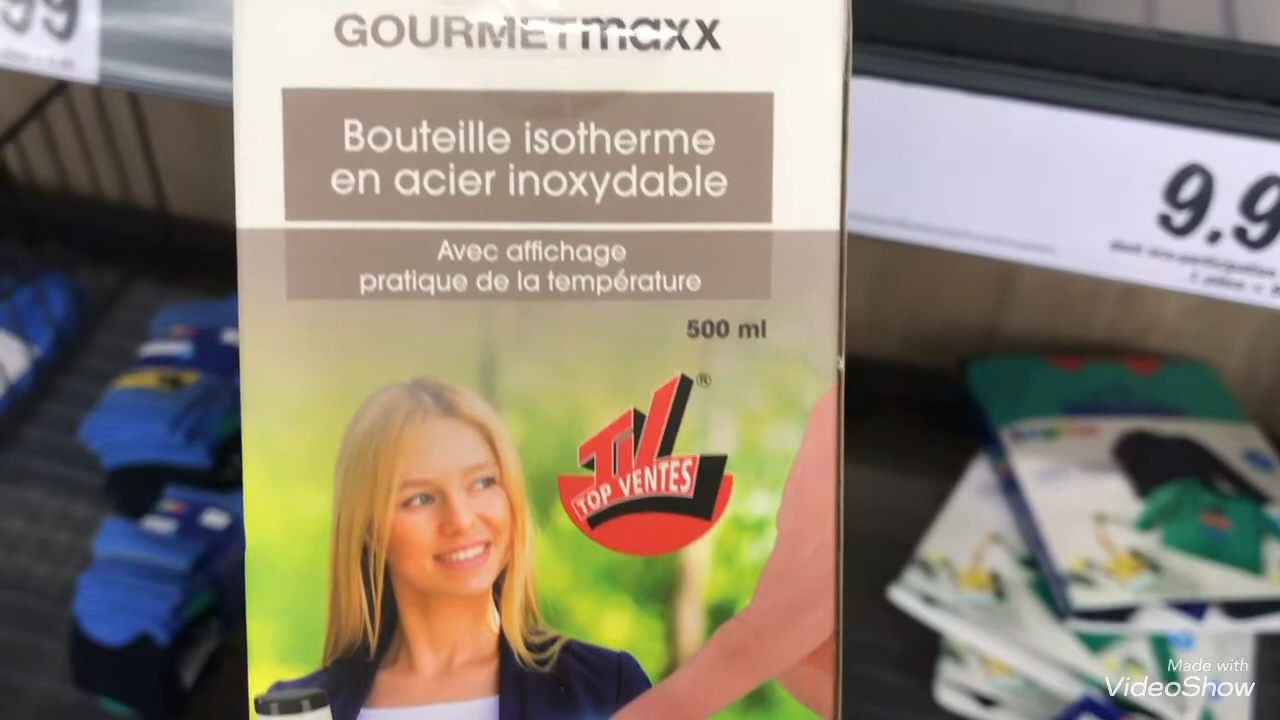 99
GOURMETmaxx
Bouteille isotherme
en acier inoxydable
Avec affichage
pratique de la température
500 ml
TV
®
TOP VENTES
9.9
Made with
VideoShow